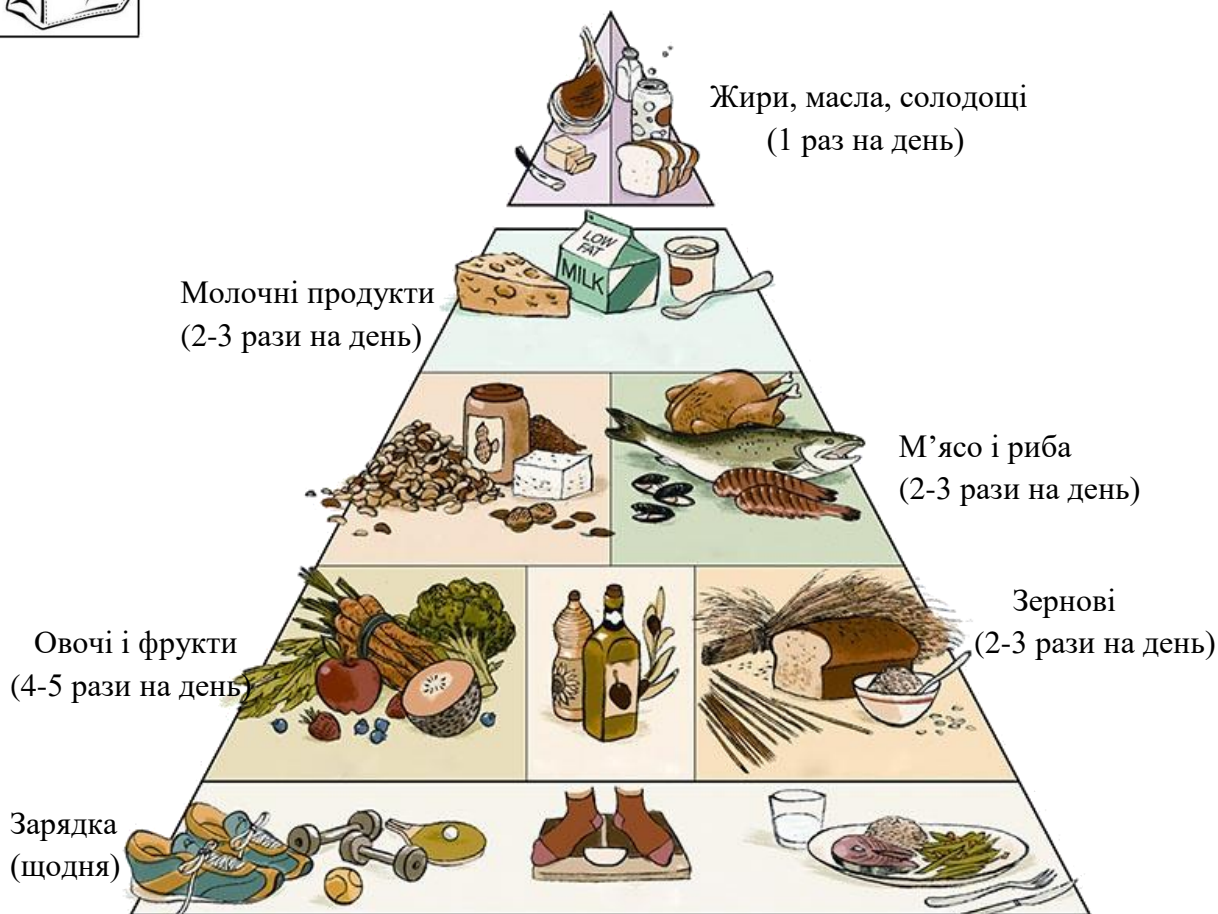 Жири, масла, солодощі
(1 раз на день)
LOW
FAT
MILK
Молочні продукти
(2-3 рази на день)
М’ясо і риба
(2-3 рази на день)
Зернові
(2-3 рази на день)
Овочі і фрукти
(4-5 рази на день)
Зарядка
(щодня)